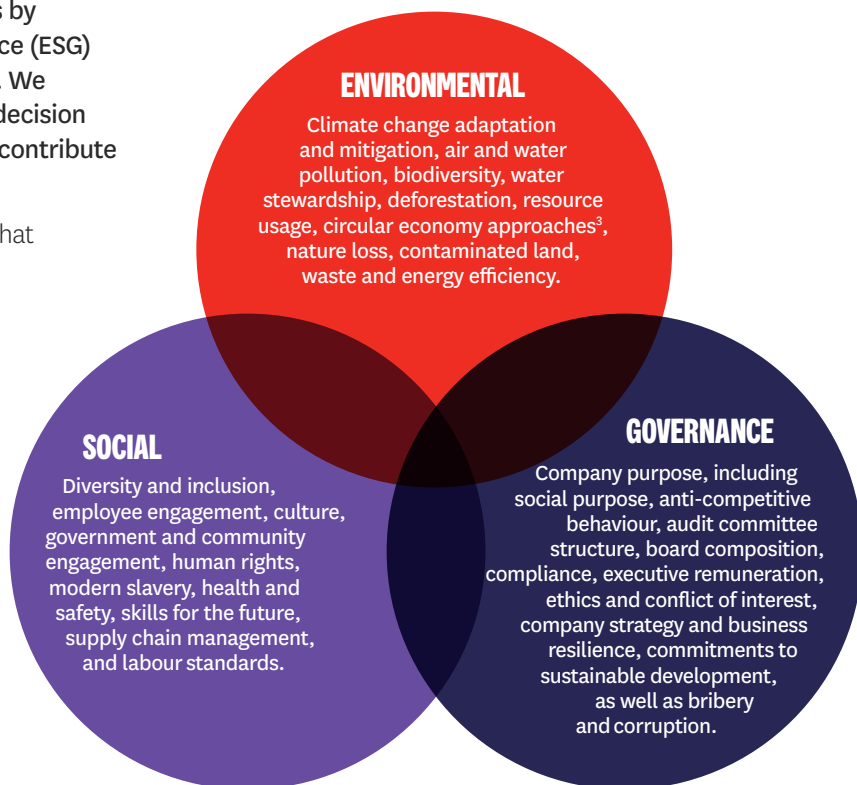 s by
ce (ESG)
. We
decision
contribute
hat
ENVIRONMENTAL
Climate change adaptation
and mitigation, air and water
pollution, biodiversity, water
stewardship, deforestation, resource
usage, circular economy approaches³,
nature loss, contaminated land,
waste and energy efficiency.
SOCIAL
Diversity and inclusion,
employee engagement, culture,
government and community
engagement, human rights,
modern slavery, health and
safety, skills for the future,
supply chain management,
and labour standards.
GOVERNANCE
Company purpose, including
social purpose, anti-competitive
behaviour, audit committee
structure, board composition,
compliance, executive remuneration,
ethics and conflict of interest,
company strategy and business
resilience, commitments to
sustainable development,
as well as bribery
and corruption.